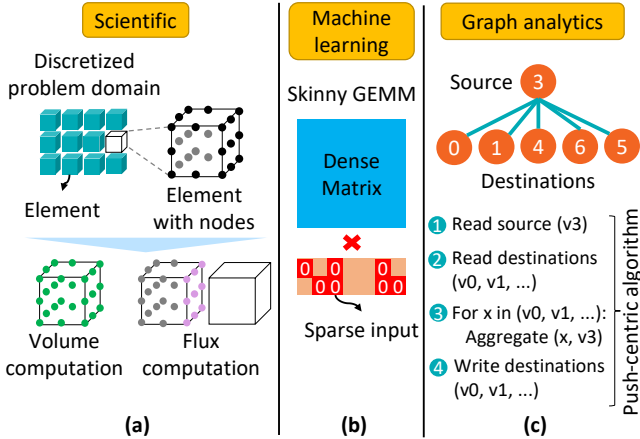 Scientific
Discretized
problem domain
Element
Element
with nodes
Volume
computation
Flux
computation
(a)
Machine
learning
Skinny GEMM
Dense
Matrix
0 0 0
0 0 0
Sparse input
(b)
Graph analytics
Source 3
0 1 4 6 5
Destinations
1 Read source (v3)
2 Read destinations
(v0, v1, ...)
3 For x in (v0, v1, ...):
Aggregate (x, v3)
4 Write destinations
(v0, v1, ...)
Push-centric algorithm
(c)